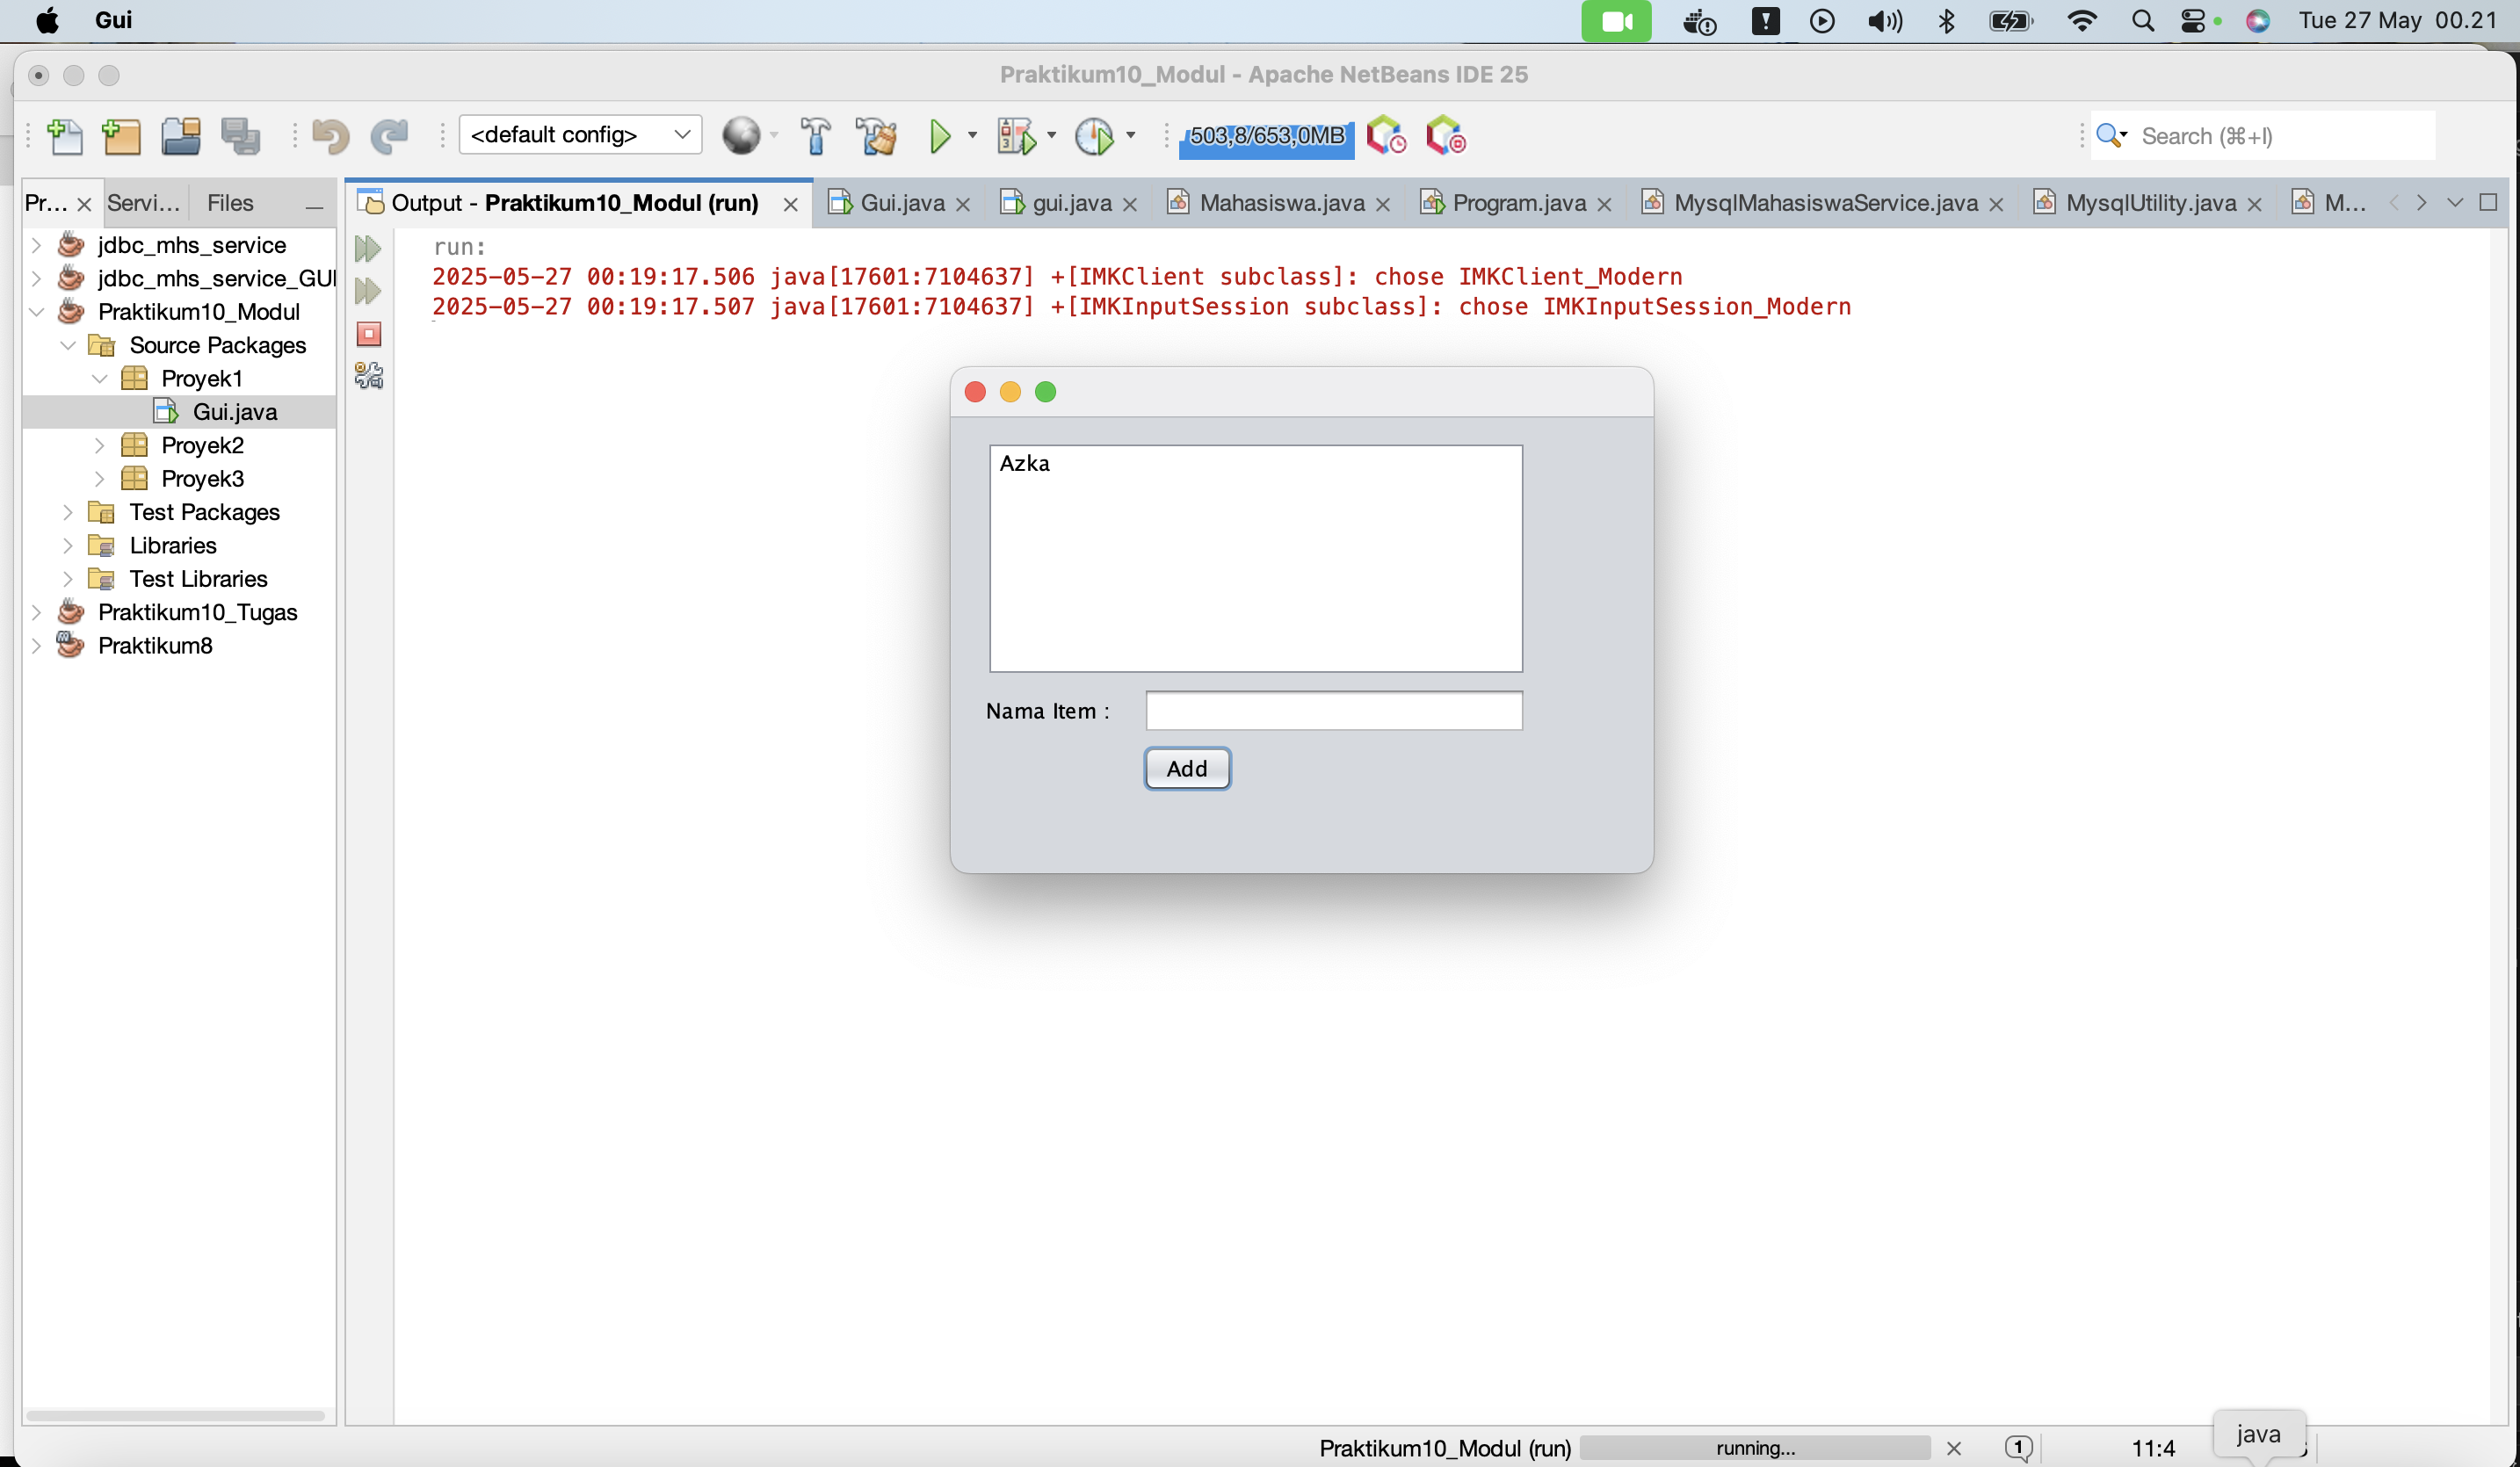 Gui
Tue 27 May 00.21
Praktikum10_Modul - Apache NetBeans IDE 25
<default config>
503,8/653,0MB
Search (⌘+I)
Pr...
Servi...
Files
Output - Praktikum10_Modul (run)
Gui.java
gui.java
Mahasiswa.java
Program.java
MysqlMahasiswaService.java
MysqlUtility.java
M...
jdbc_mhs_service
jdbc_mhs_service_GUI
Praktikum10_Modul
Source Packages
Proyek1
Gui.java
Proyek2
Proyek3
Test Packages
Libraries
Test Libraries
Praktikum10_Tugas
Praktikum8
run:
2025-05-27 00:19:17.506 java[17601:7104637] +[IMKClient subclass]: chose IMKClient_Modern
2025-05-27 00:19:17.507 java[17601:7104637] +[IMKInputSession subclass]: chose IMKInputSession_Modern
Azka
Nama Item :
Add
Praktikum10_Modul (run)
running...
1
11:4
java